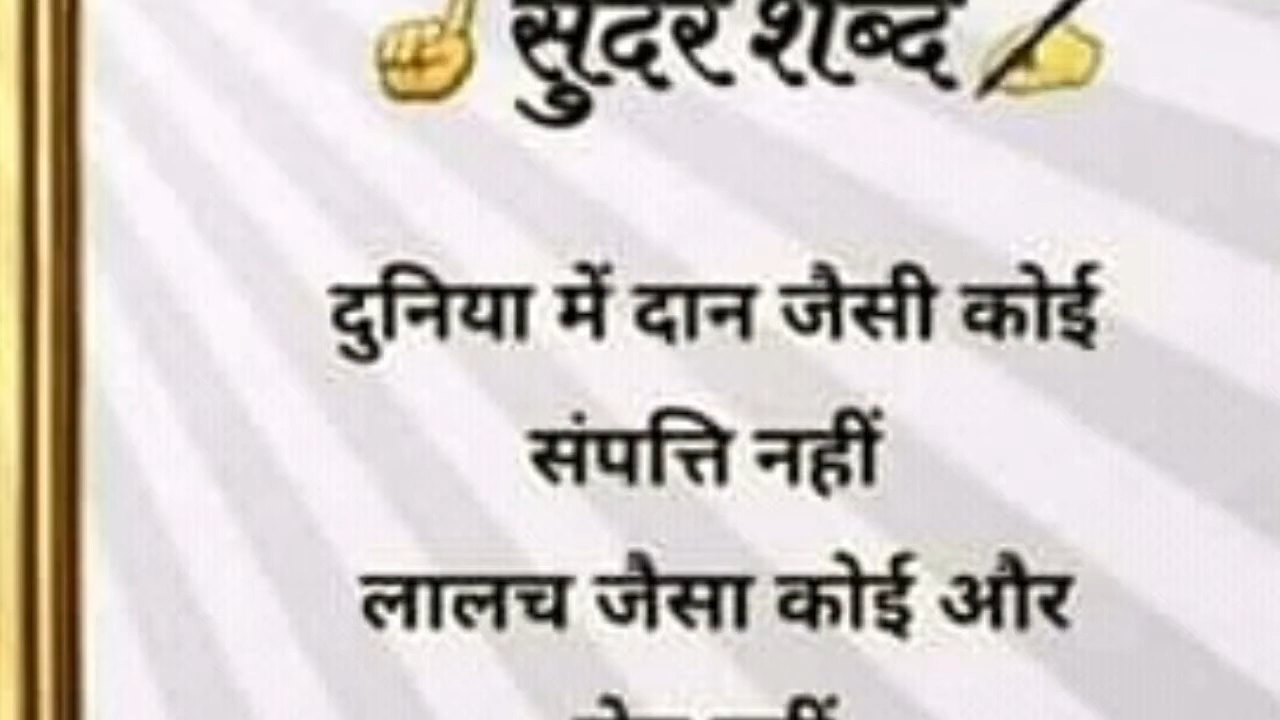 ☝️ सुंदर शब्द ✍️
दुनिया में दान जैसी कोई
संपत्ति नहीं
लालच जैसा कोई और